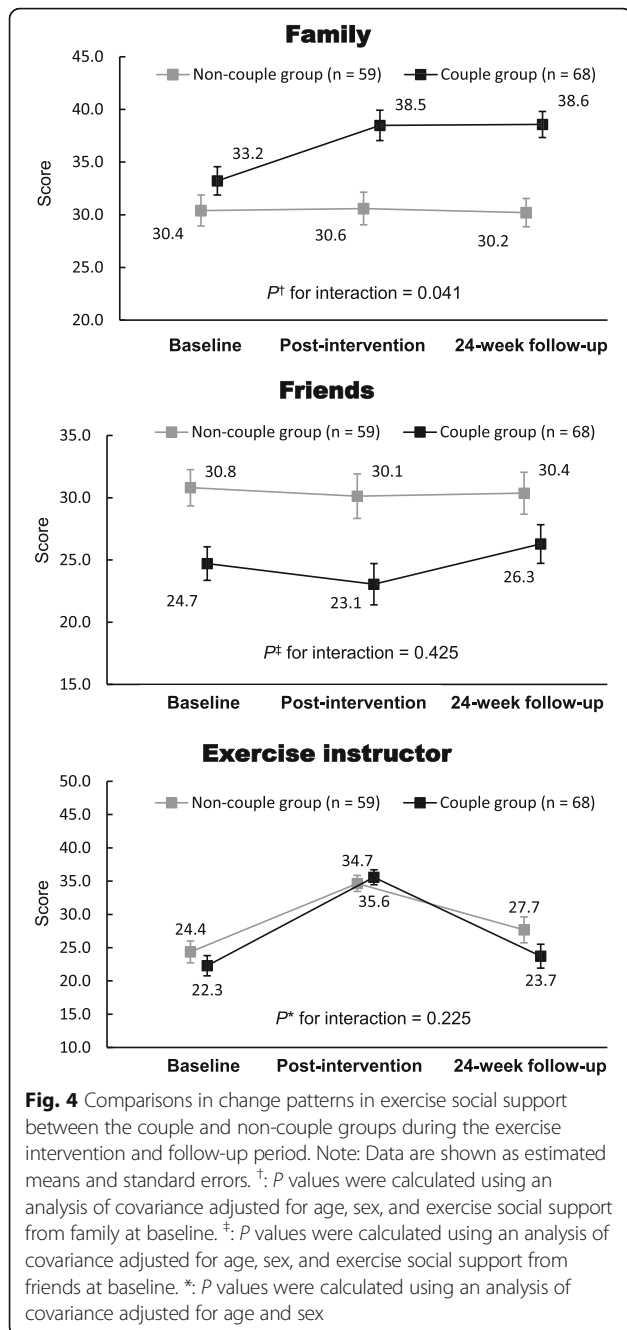 Family
45.0
Non-couple group (n = 59) Couple group (n = 68)
40.0
38.5
38.6
35.0
33.2
Score
30.0
30.4
30.6
30.2
25.0
P† for interaction = 0.041
20.0
Baseline Post-intervention 24-week follow-up
Friends
35.0
Non-couple group (n = 59) Couple group (n = 68)
30.8
30.1
30.4
30.0
Score
25.0
24.7
23.1
26.3
20.0
P‡ for interaction = 0.425
15.0
Baseline Post-intervention 24-week follow-up
Exercise instructor
50.0
Non-couple group (n = 59) Couple group (n = 68)
45.0
40.0
34.7
35.0
35.6
Score
30.0
27.7
25.0
24.4
23.7
20.0
22.3
15.0
P* for interaction = 0.225
10.0
Baseline Post-intervention 24-week follow-up
Fig. 4 Comparisons in change patterns in exercise social support
between the couple and non-couple groups during the exercise
intervention and follow-up period. Note: Data are shown as estimated
means and standard errors. †: P values were calculated using an
analysis of covariance adjusted for age, sex, and exercise social support
from family at baseline. ‡: P values were calculated using an analysis of
covariance adjusted for age, sex, and exercise social support from
friends at baseline. *: P values were calculated using an analysis of
covariance adjusted for age and sex